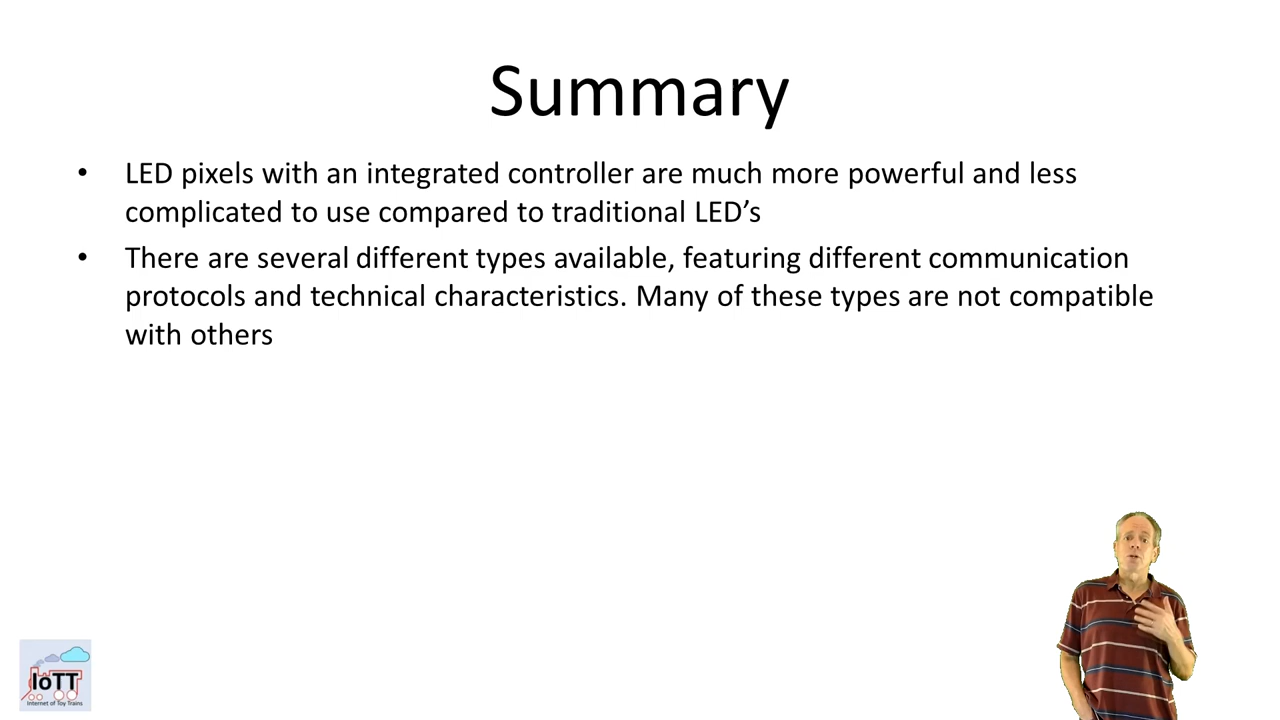 Summary
• LED pixels with an integrated controller are much more powerful and less
complicated to use compared to traditional LED’s
• There are several different types available, featuring different communication
protocols and technical characteristics. Many of these types are not compatible
with others
IoTT
Internet of Toy Trains